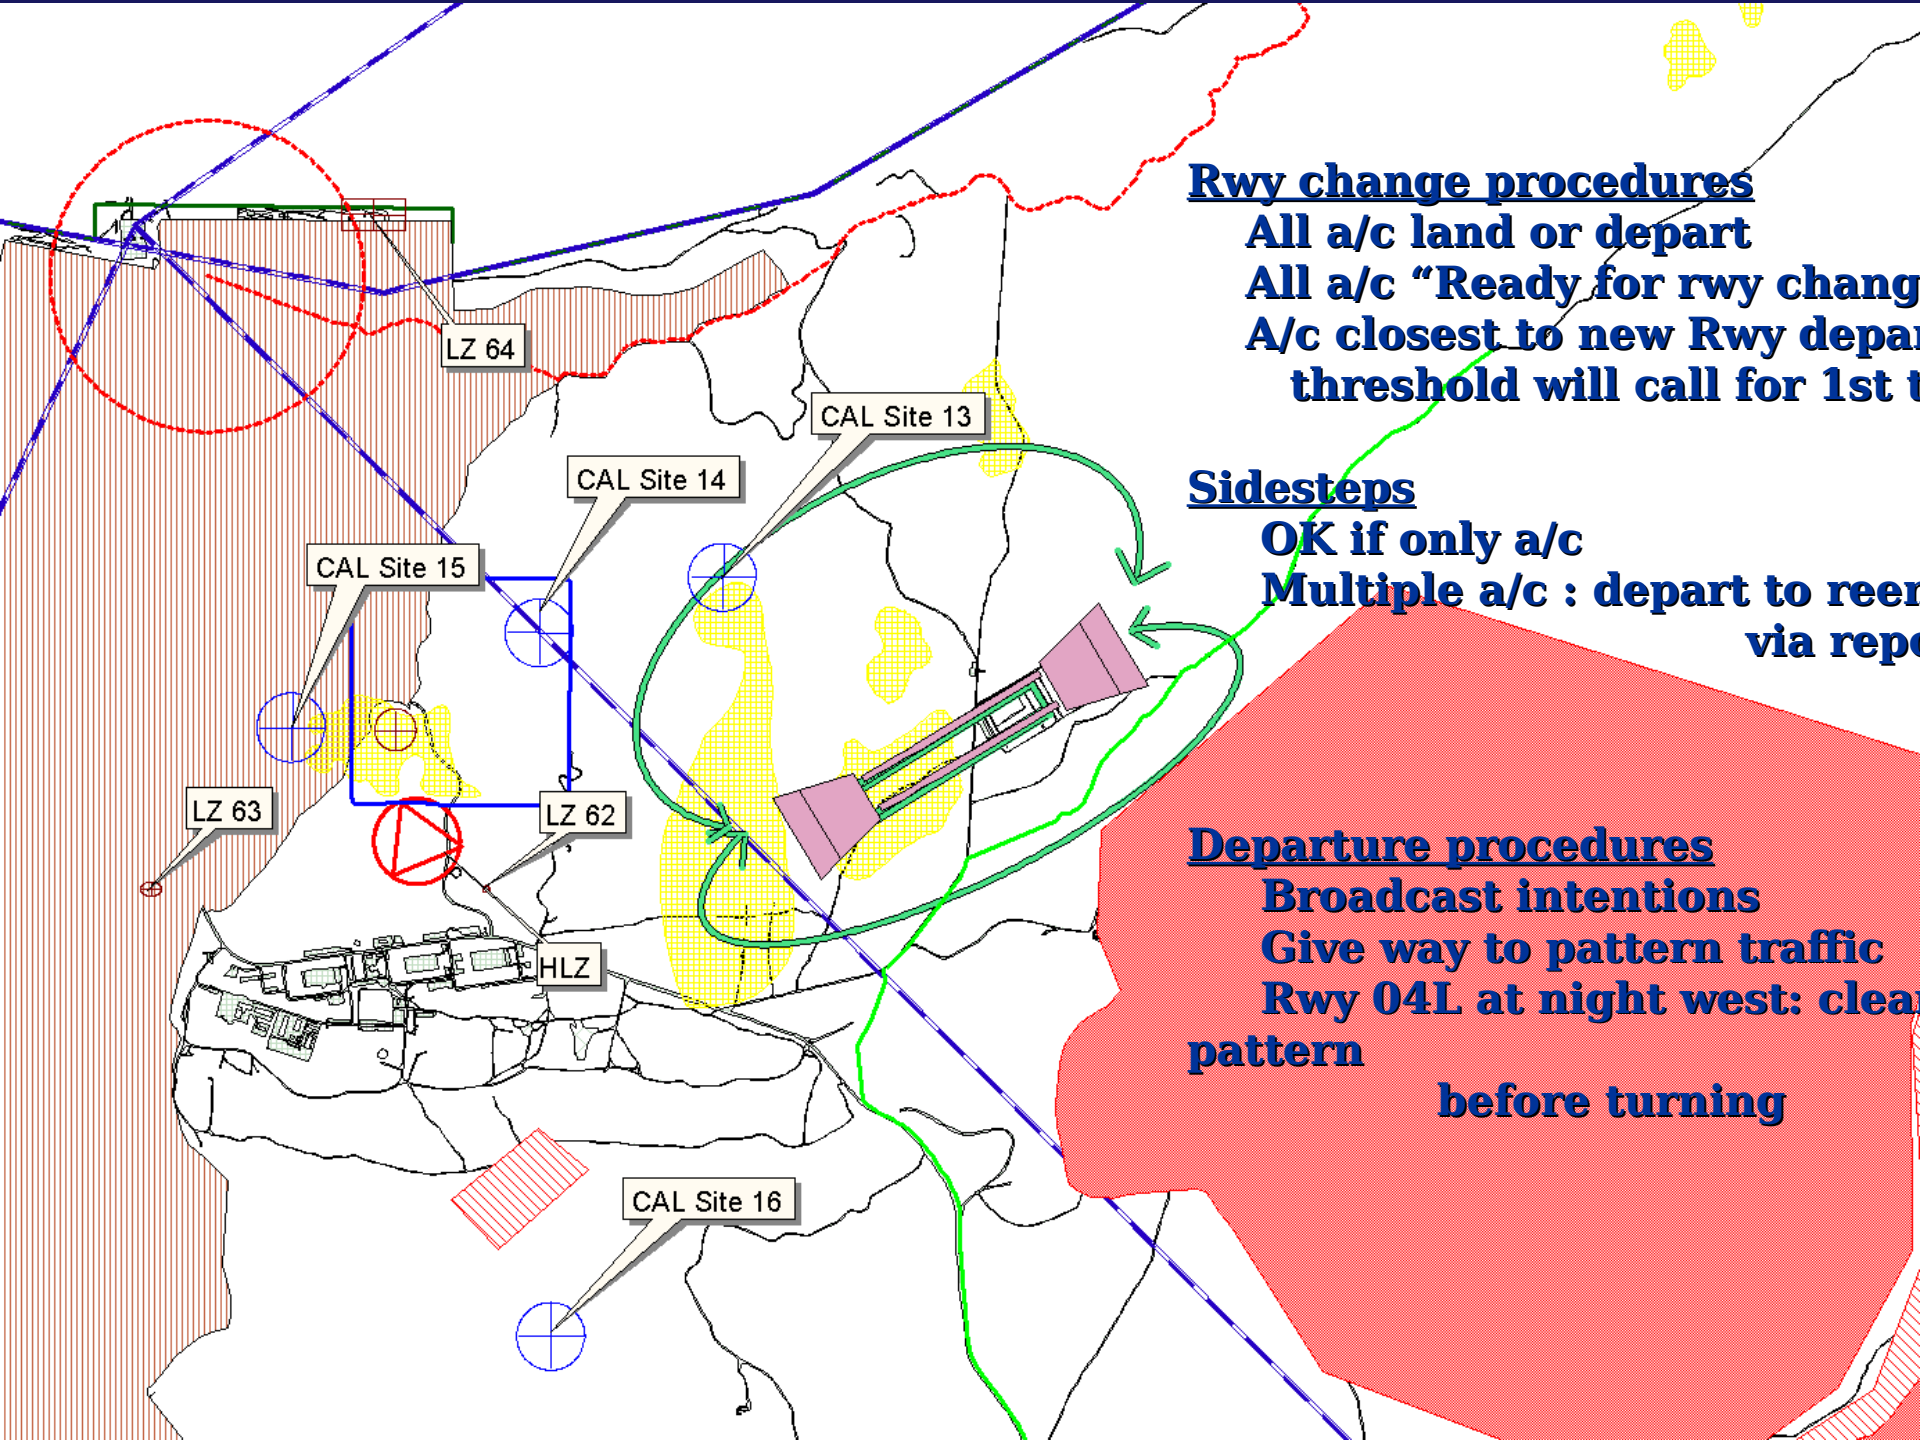 Rwy change procedures
All a/c land or depart
All a/c “Ready for rwy chang
A/c closest to new Rwy depar
threshold will call for 1st t
LZ 64
CAL Site 13
CAL Site 14
Sidesteps
OK if only a/c
CAL Site 15
Multiple a/c : depart to reen
via repo
LZ 63
LZ 62
Departure procedures
Broadcast intentions
Give way to pattern traffic
HLZ
Rwy 04L at night west: clear
pattern
before turning
CAL Site 16